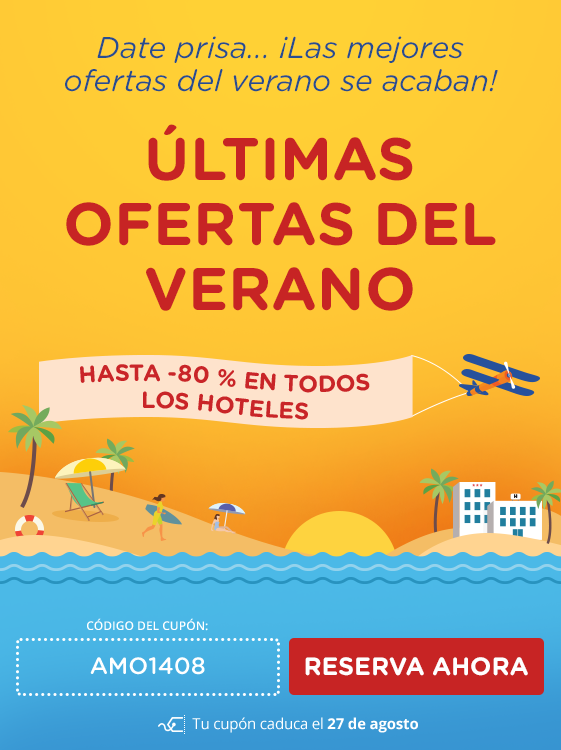 Date prisa... ¡Las mejores
ofertas del verano se acaban!
ÚLTIMAS
OFERTAS DEL
VERANO
HASTA -80 % EN TODOS
LOS HOTELES
H
CÓDIGO DEL CUPÓN:
AMO1408
RESERVA AHORA
Tu cupón caduca el 27 de agosto